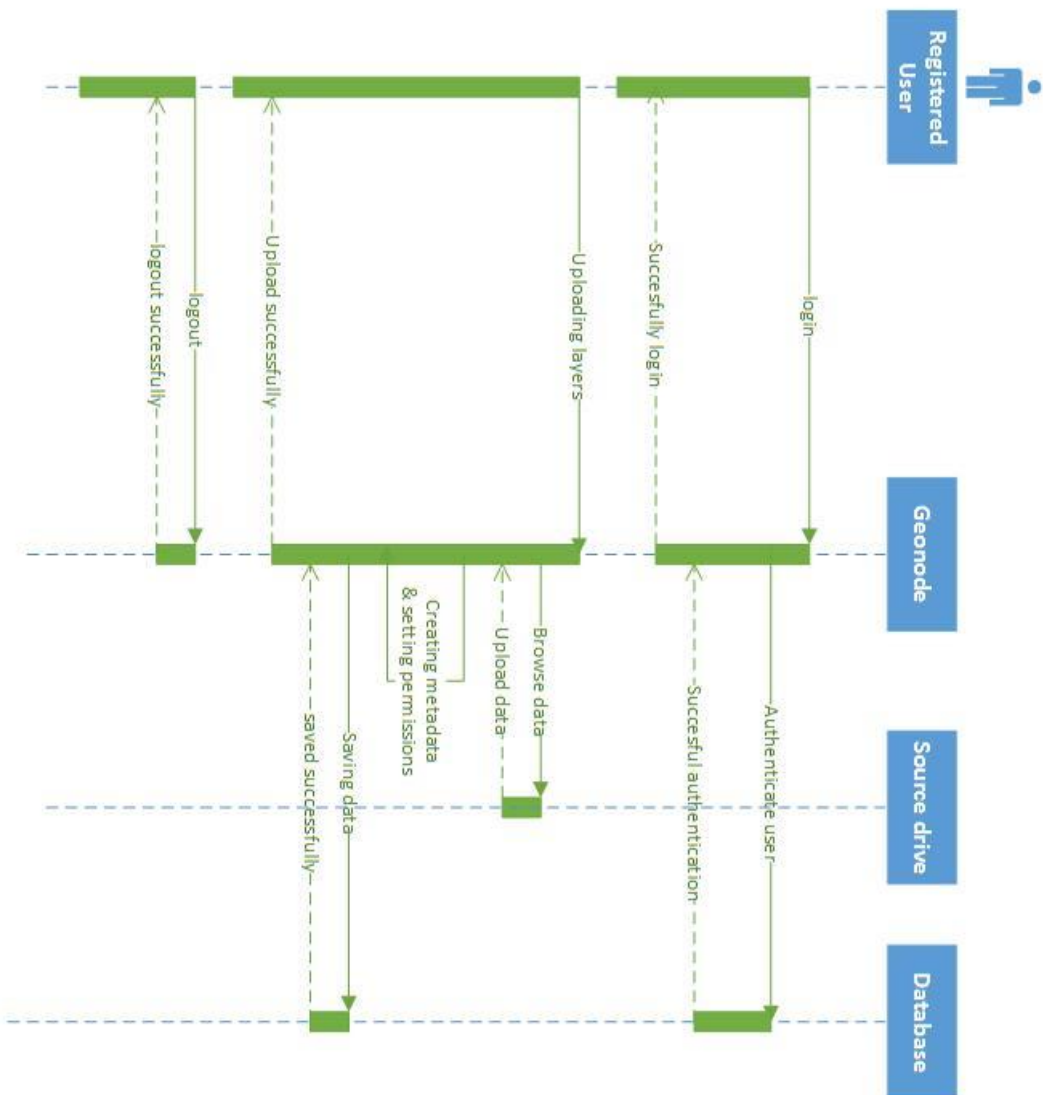 Registered
User
Geonode
Source drive
Database
login
Authenticate user
Succesful authentication
Succesfully login
Uploading layers
Browse data
Upload data
Creating metadata
& setting permissions
Saving data
saved successfully
Upload successfully
logout
logout successfully